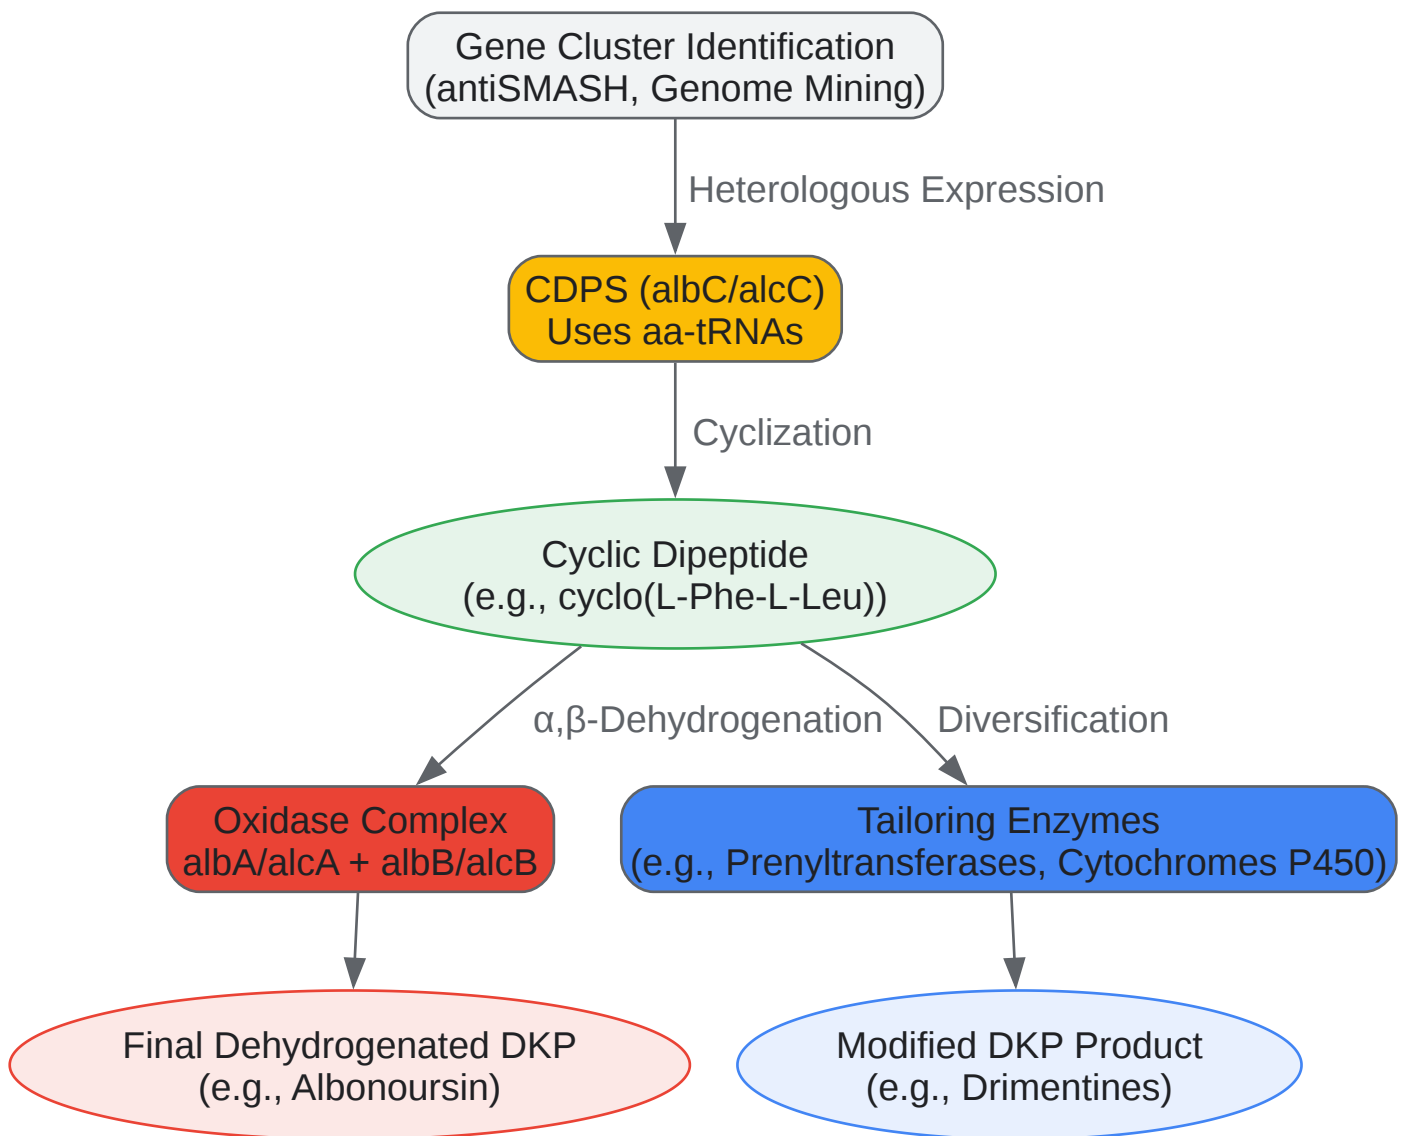 Gene Cluster Identification
(antiSMASH, Genome Mining)
Heterologous Expression
CDPS (albC/alcC)
Uses aa-tRNAs
Cyclization
Cyclic Dipeptide
(e.g., cyclo(L-Phe-L-Leu))
α,β-Dehydrogenation
Diversification
Oxidase Complex
albA/alcA + albB/alcB
Tailoring Enzymes
(e.g., Prenyltransferases, Cytochromes P450)
Final Dehydrogenated DKP
(e.g., Albonoursin)
Modified DKP Product
(e.g., Drimentines)